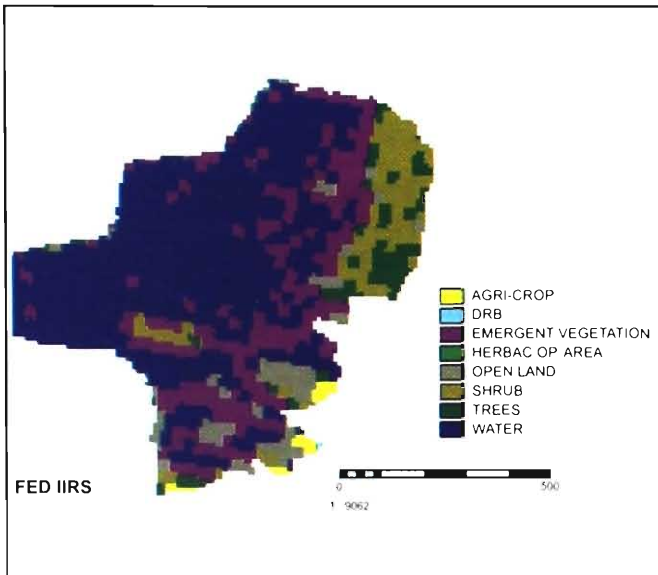 AGRI-CROP
DRB
EMERGENT VEGETATION
HERBAC OP AREA
OPEN LAND
SHRUB
TREES
WATER
FED IIRS
0 500
1 9062